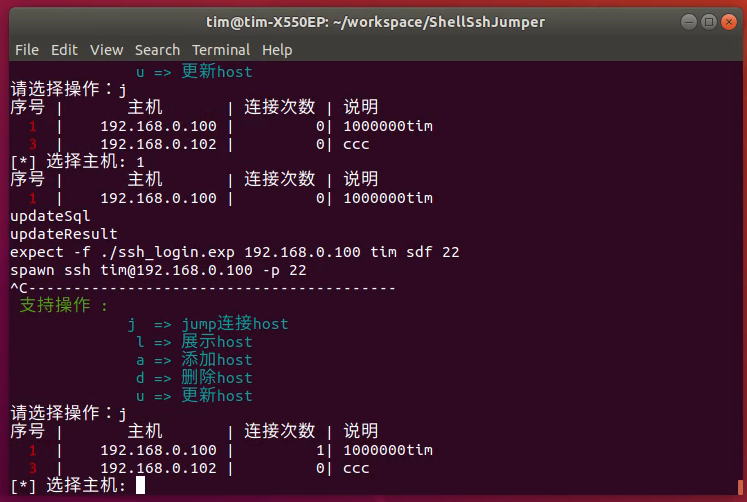 tim@tim-X550EP: ~/workspace/ShellSshJumper
File Edit View Search Terminal Help
u => 更新host
请选择操作：j
序号 | 主机 | 连接次数 | 说明
1 | 192.168.0.100 | 0| 1000000tim
3 | 192.168.0.102 | 0| ccc
[*] 选择主机: 1
序号 | 主机 | 连接次数 | 说明
1 | 192.168.0.100 | 0| 1000000tim
updateSql
updateResult
expect -f ./ssh_login.exp 192.168.0.100 tim sdf 22
spawn ssh tim@192.168.0.100 -p 22
^C-----------------------------------------
支持操作 :
j => jump连接host
l => 展示host
a => 添加host
d => 删除host
u => 更新host
请选择操作：j
序号 | 主机 | 连接次数 | 说明
1 | 192.168.0.100 | 1| 1000000tim
3 | 192.168.0.102 | 0| ccc
[*] 选择主机: